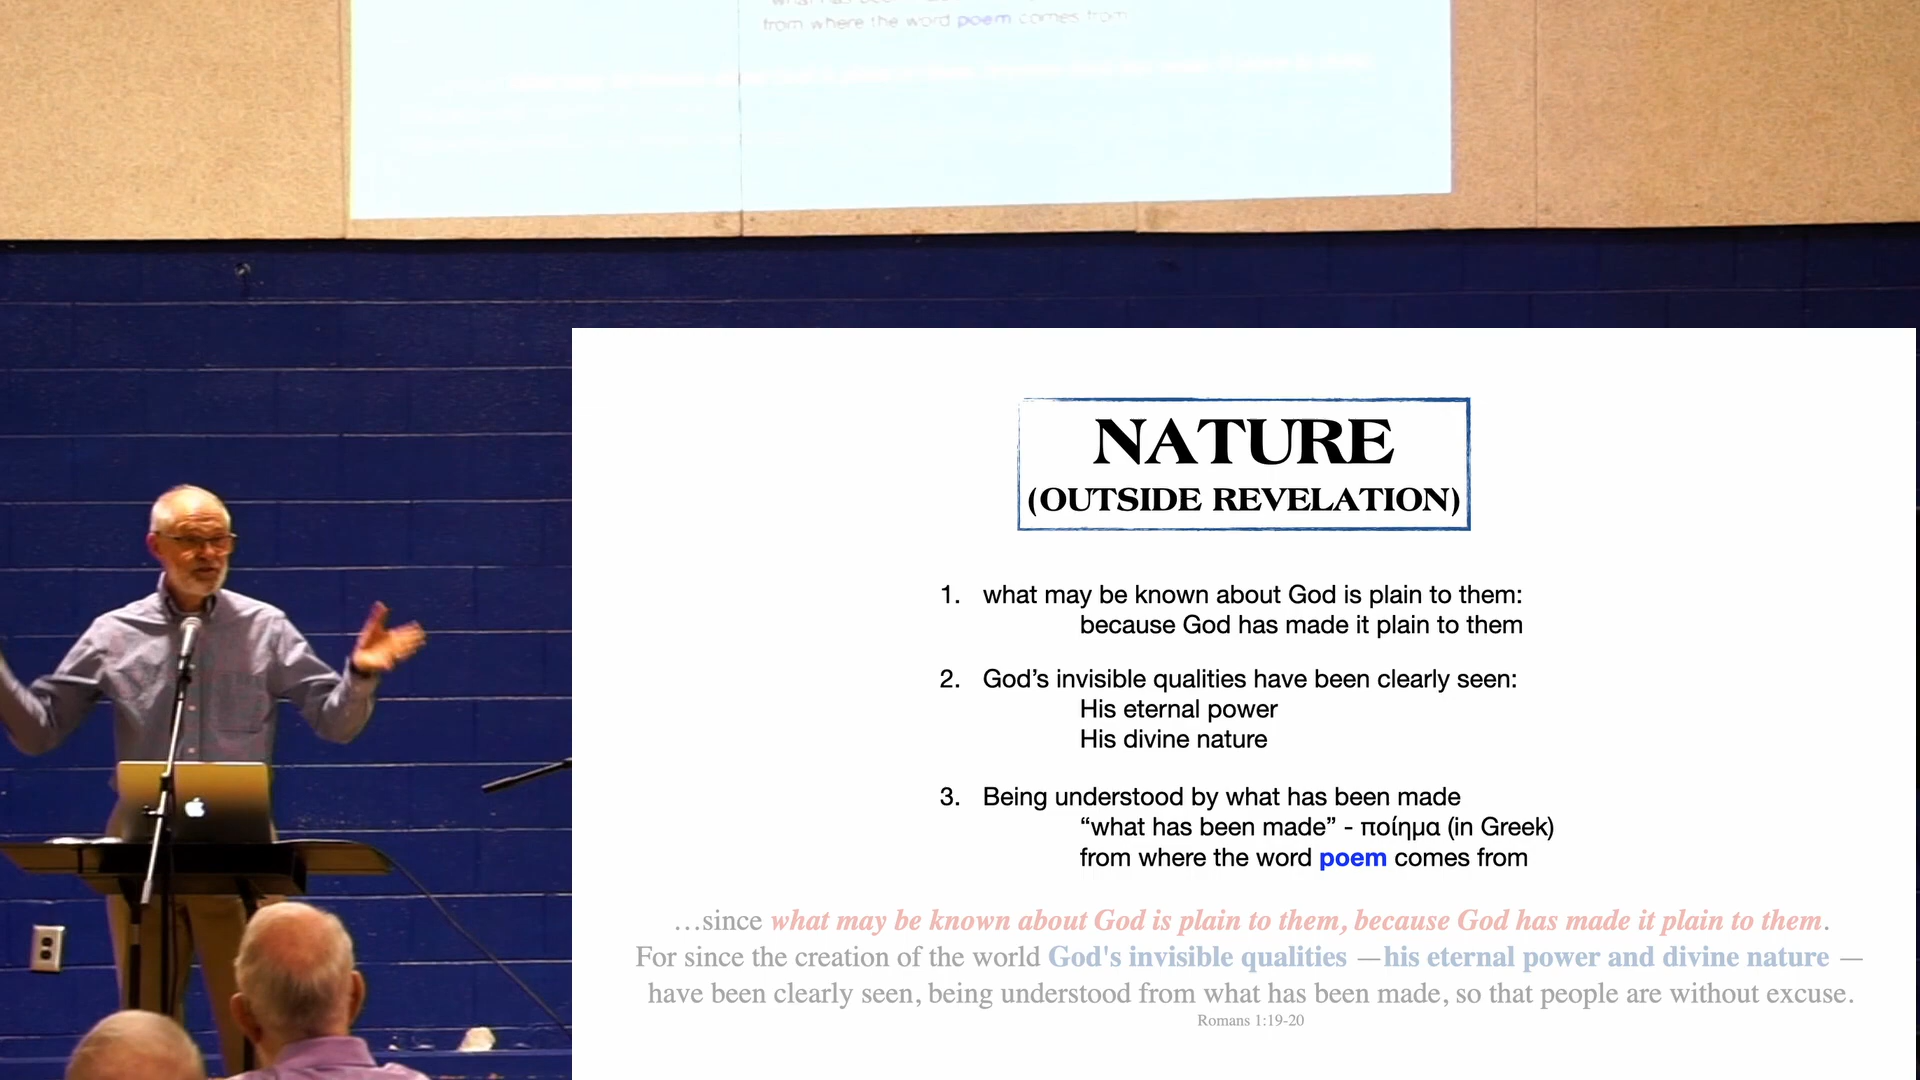 from where the word poem comes from
NATURE
(OUTSIDE REVELATION)
1. what may be known about God is plain to them:
because God has made it plain to them
2. God’s invisible qualities have been clearly seen:
His eternal power
His divine nature
3. Being understood by what has been made
“what has been made” - ποίημα (in Greek)
from where the word poem comes from
…since what may be known about God is plain to them, because God has made it plain to them.
For since the creation of the world God's invisible qualities —his eternal power and divine nature —
have been clearly seen, being understood from what has been made, so that people are without excuse.
Romans 1:19-20